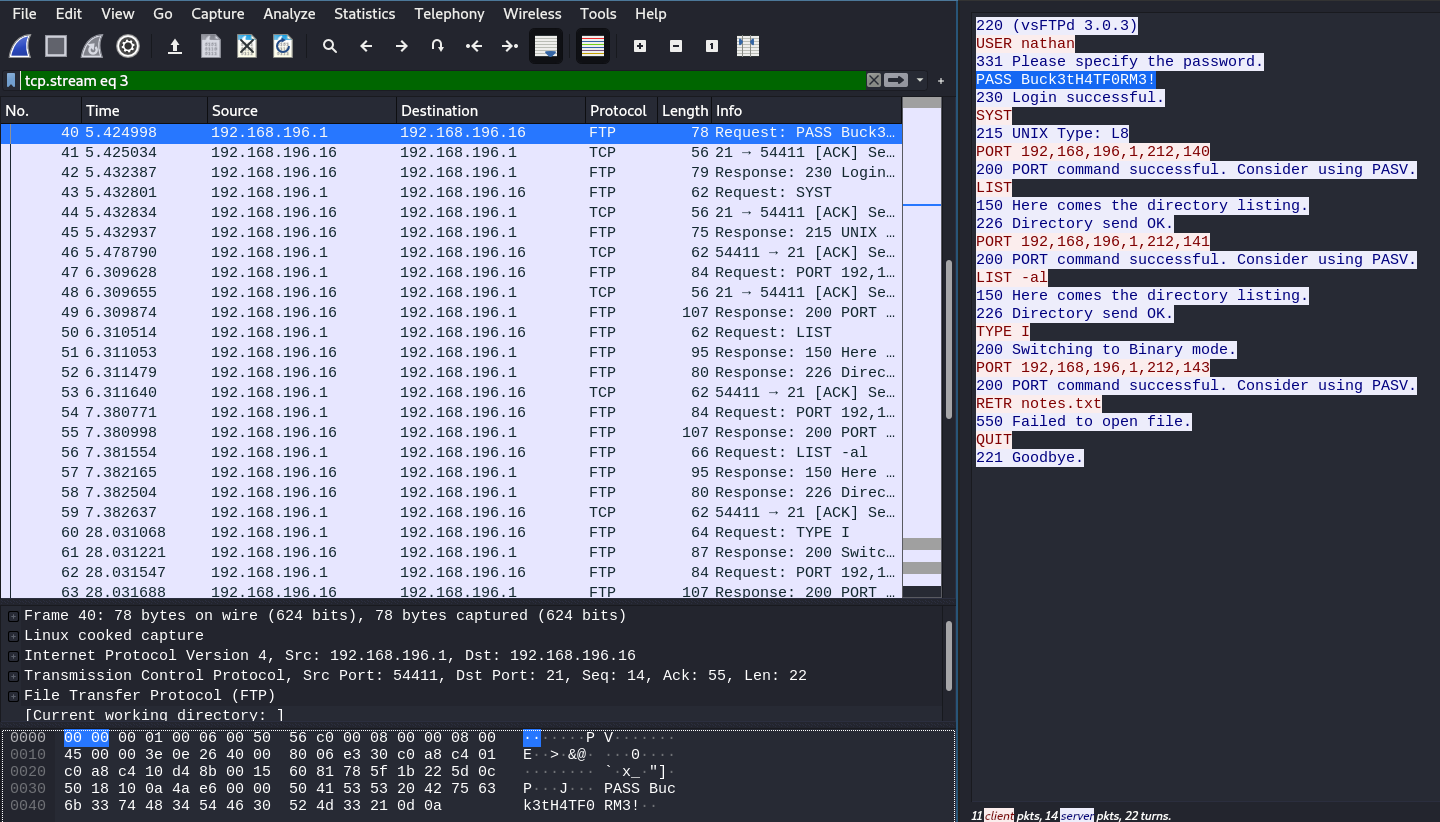 File Edit View Go Capture Analyze Statistics Telephony Wireless Tools Help
tcp.stream eq 3
No. Time Source Destination Protocol Length Info
40 5.424998 192.168.196.1 192.168.196.16 FTP 78 Request: PASS Buck3…
41 5.425034 192.168.196.16 192.168.196.1 TCP 56 21 → 54411 [ACK] Se…
42 5.432387 192.168.196.16 192.168.196.1 FTP 79 Response: 230 Login…
43 5.432801 192.168.196.1 192.168.196.16 FTP 62 Request: SYST
44 5.432834 192.168.196.16 192.168.196.1 TCP 56 21 → 54411 [ACK] Se…
45 5.432937 192.168.196.16 192.168.196.1 FTP 75 Response: 215 UNIX …
46 5.478790 192.168.196.1 192.168.196.16 TCP 62 54411 → 21 [ACK] Se…
47 6.309628 192.168.196.1 192.168.196.16 FTP 84 Request: PORT 192,1…
48 6.309655 192.168.196.16 192.168.196.1 TCP 56 21 → 54411 [ACK] Se…
49 6.309874 192.168.196.16 192.168.196.1 FTP 107 Response: 200 PORT …
50 6.310514 192.168.196.1 192.168.196.16 FTP 62 Request: LIST
51 6.311053 192.168.196.16 192.168.196.1 FTP 95 Response: 150 Here …
52 6.311479 192.168.196.16 192.168.196.1 FTP 80 Response: 226 Direc…
53 6.311640 192.168.196.1 192.168.196.16 TCP 62 54411 → 21 [ACK] Se…
54 7.380771 192.168.196.1 192.168.196.16 FTP 84 Request: PORT 192,1…
55 7.380998 192.168.196.16 192.168.196.1 FTP 107 Response: 200 PORT …
56 7.381554 192.168.196.1 192.168.196.16 FTP 66 Request: LIST -al
57 7.382165 192.168.196.16 192.168.196.1 FTP 95 Response: 150 Here …
58 7.382504 192.168.196.16 192.168.196.1 FTP 80 Response: 226 Direc…
59 7.382637 192.168.196.1 192.168.196.16 TCP 62 54411 → 21 [ACK] Se…
60 28.031068 192.168.196.1 192.168.196.16 FTP 64 Request: TYPE I
61 28.031221 192.168.196.16 192.168.196.1 FTP 87 Response: 200 Switc…
62 28.031547 192.168.196.1 192.168.196.16 FTP 84 Request: PORT 192,1…
63 28.031688 192.168.196.16 192.168.196.1 FTP 107 Response: 200 PORT …
Frame 40: 78 bytes on wire (624 bits), 78 bytes captured (624 bits)
Linux cooked capture
Internet Protocol Version 4, Src: 192.168.196.1, Dst: 192.168.196.16
Transmission Control Protocol, Src Port: 54411, Dst Port: 21, Seq: 14, Ack: 55, Len: 22
File Transfer Protocol (FTP)
[Current working directory: ]
0000 00 00 00 01 00 06 00 50 56 c0 00 08 00 00 08 00 ·······P V·······
0010 45 00 00 3e 0e 26 40 00 80 06 e3 30 c0 a8 c4 01 E··>·&@· ···0····
0020 c0 a8 c4 10 d4 8b 00 15 60 81 78 5f 1b 22 5d 0c ········ `·x_·"]·
0030 50 18 10 0a 4a e6 00 00 50 41 53 53 20 42 75 63 P···J··· PASS Buc
0040 6b 33 74 48 34 54 46 30 52 4d 33 21 0d 0a k3tH4TF0 RM3!··
220 (vsFTPd 3.0.3)
USER nathan
331 Please specify the password.
PASS Buck3tH4TF0RM3!
230 Login successful.
SYST
215 UNIX Type: L8
PORT 192,168,196,1,212,140
200 PORT command successful. Consider using PASV.
LIST
150 Here comes the directory listing.
226 Directory send OK.
PORT 192,168,196,1,212,141
200 PORT command successful. Consider using PASV.
LIST -al
150 Here comes the directory listing.
226 Directory send OK.
TYPE I
200 Switching to Binary mode.
PORT 192,168,196,1,212,143
200 PORT command successful. Consider using PASV.
RETR notes.txt
550 Failed to open file.
QUIT
221 Goodbye.
11 client pkts, 14 server pkts, 22 turns.